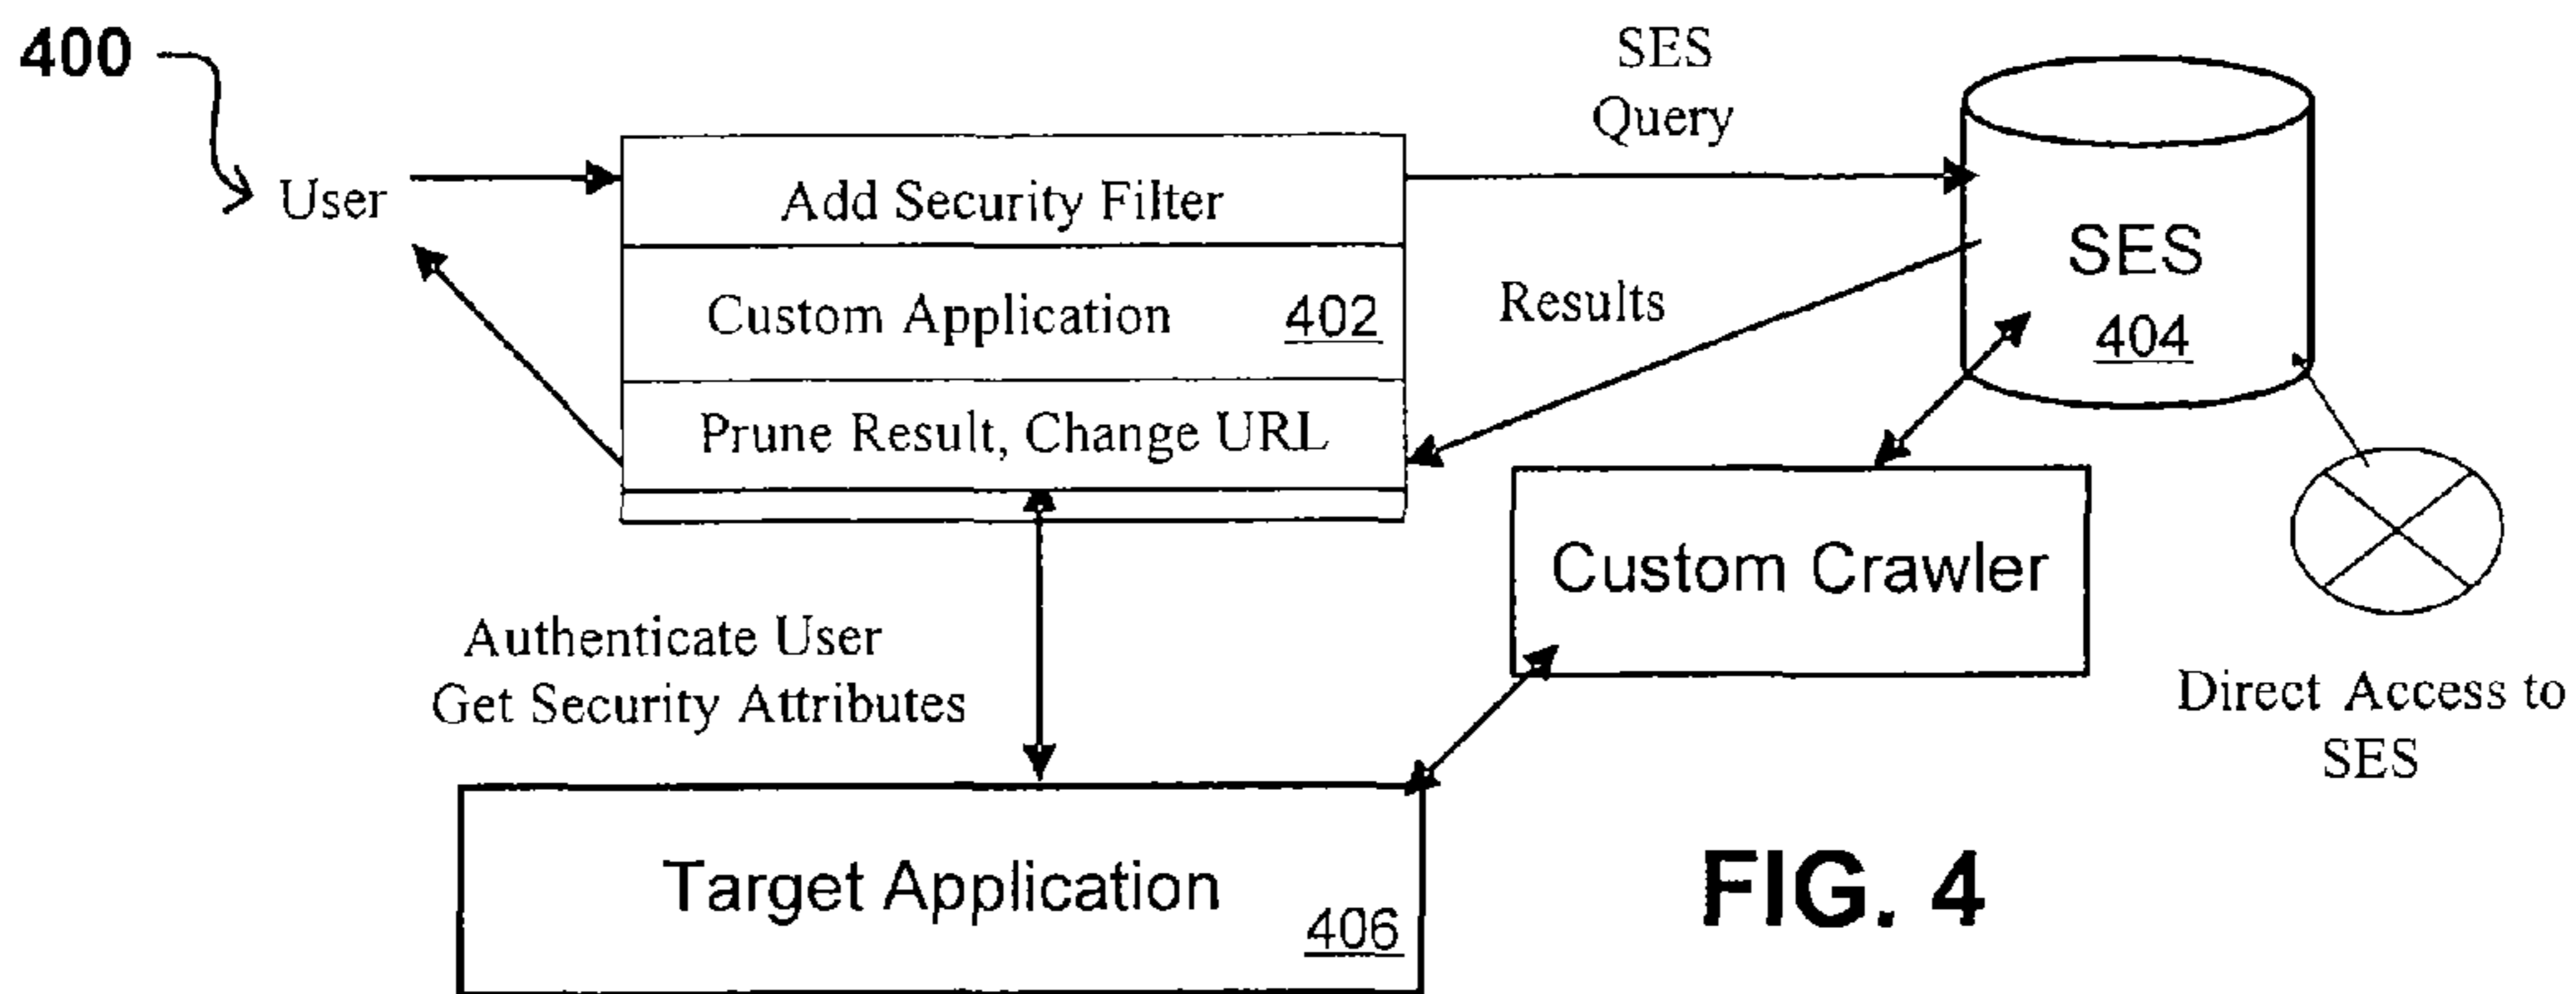 400
User
Add Security Filter
Custom Application 402
Prune Result, Change URL
SES
Query
Results
SES
404
Custom Crawler
Direct Access to
SES
Authenticate User
Get Security Attributes
Target Application
406
FIG. 4